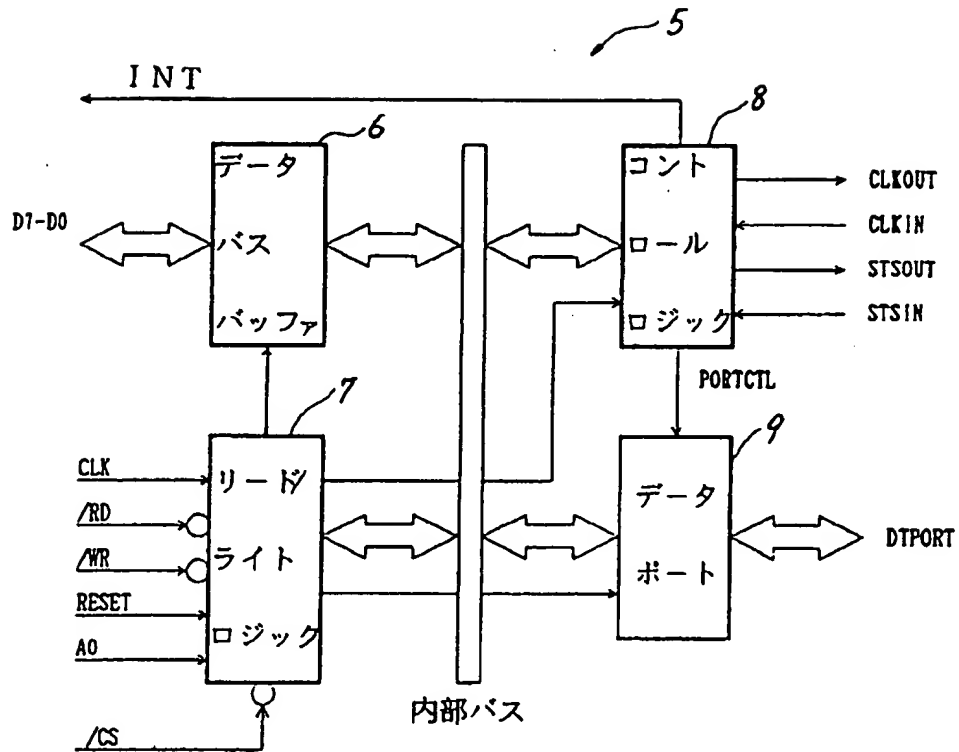 5
INT
6
8
データ
バス
バッファ
コント
ロール
ロジック
D7-D0
CLKOUT
CLKIN
STSOUT
STSIN
PORTCTL
7
9
CLK
/RD
/WR
RESET
A0
/CS
リード/
ライト
ロジック
データ
ポート
DTPORT
内部バス